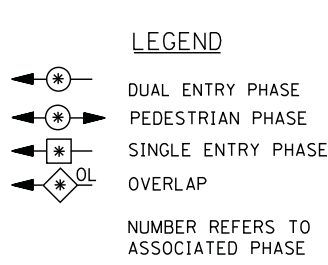 LEGEND
* DUAL ENTRY PHASE
* PEDESTRIAN PHASE
* SINGLE ENTRY PHASE
* OL OVERLAP
NUMBER REFERS TO
ASSOCIATED PHASE